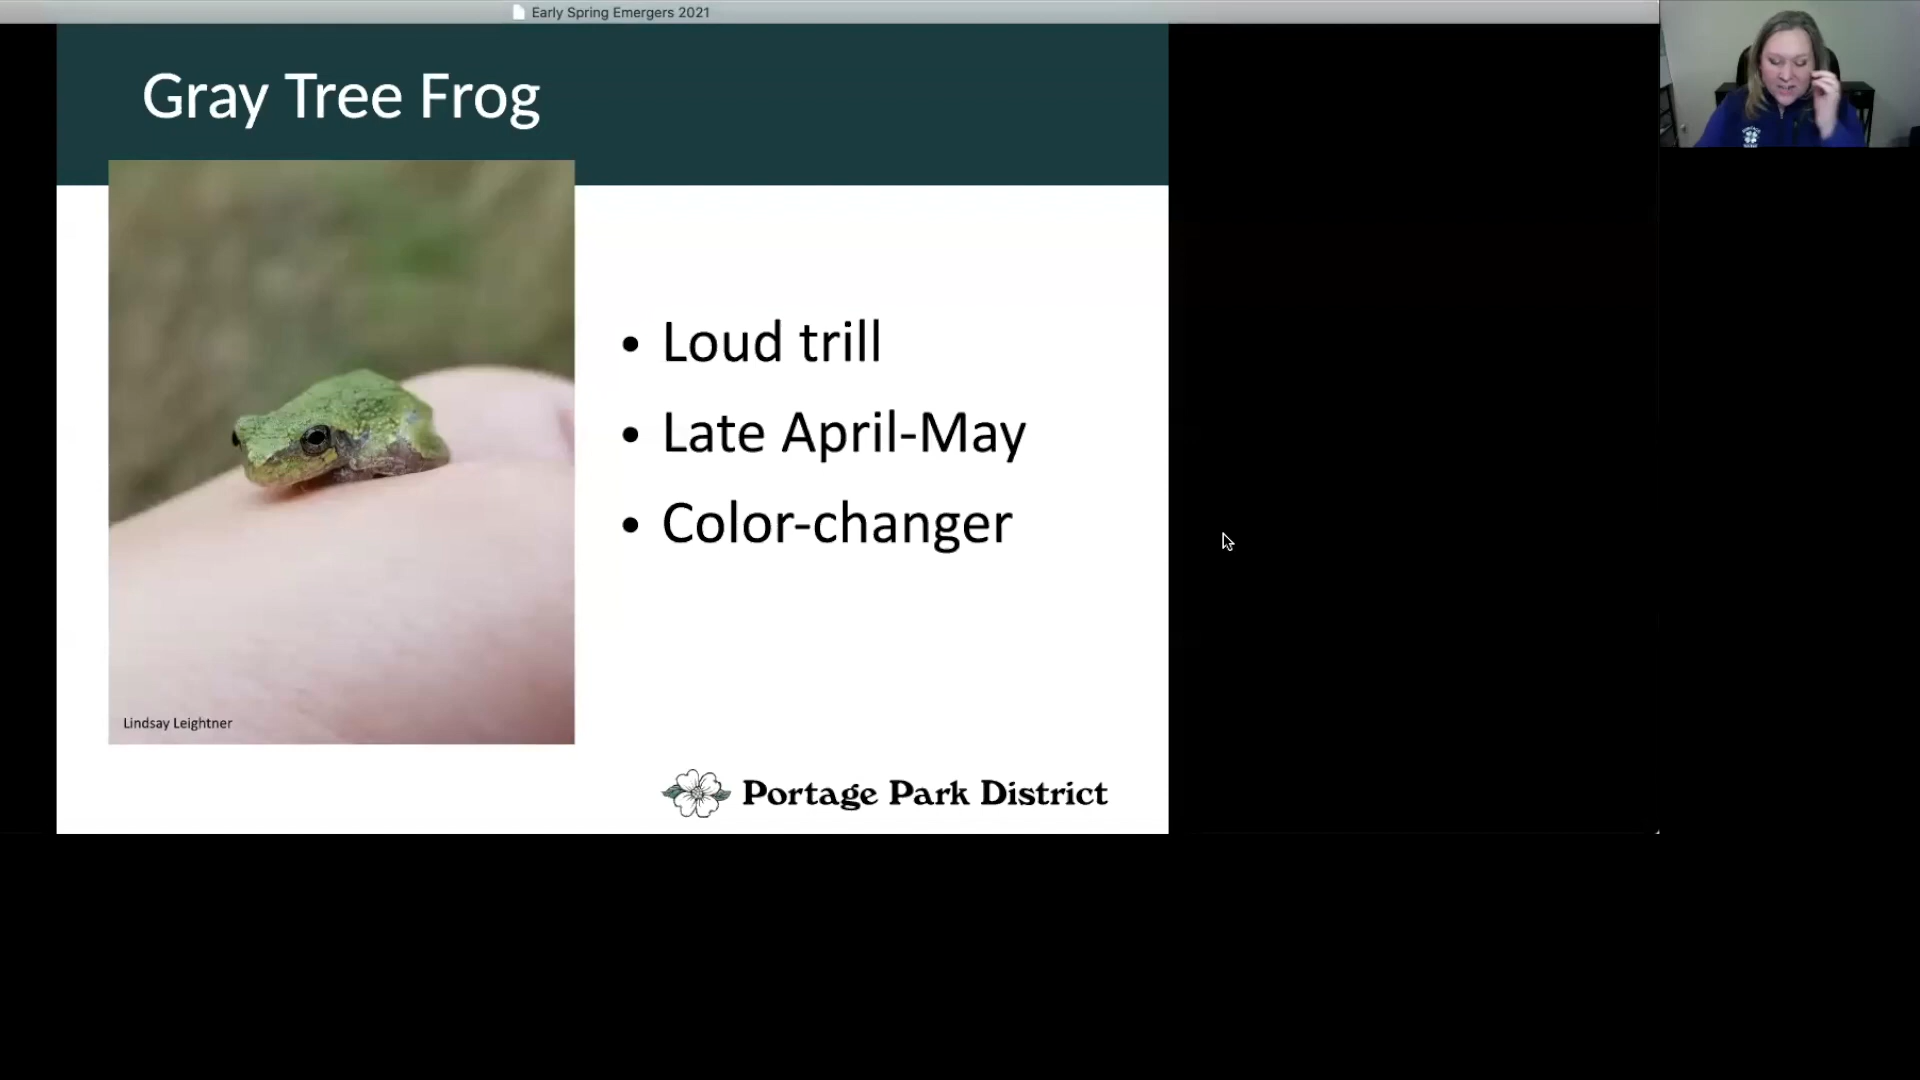 Early Spring Emergers 2021
Gray Tree Frog
• Loud trill
• Late April-May
• Color-changer
Lindsay Leightner
Portage Park District